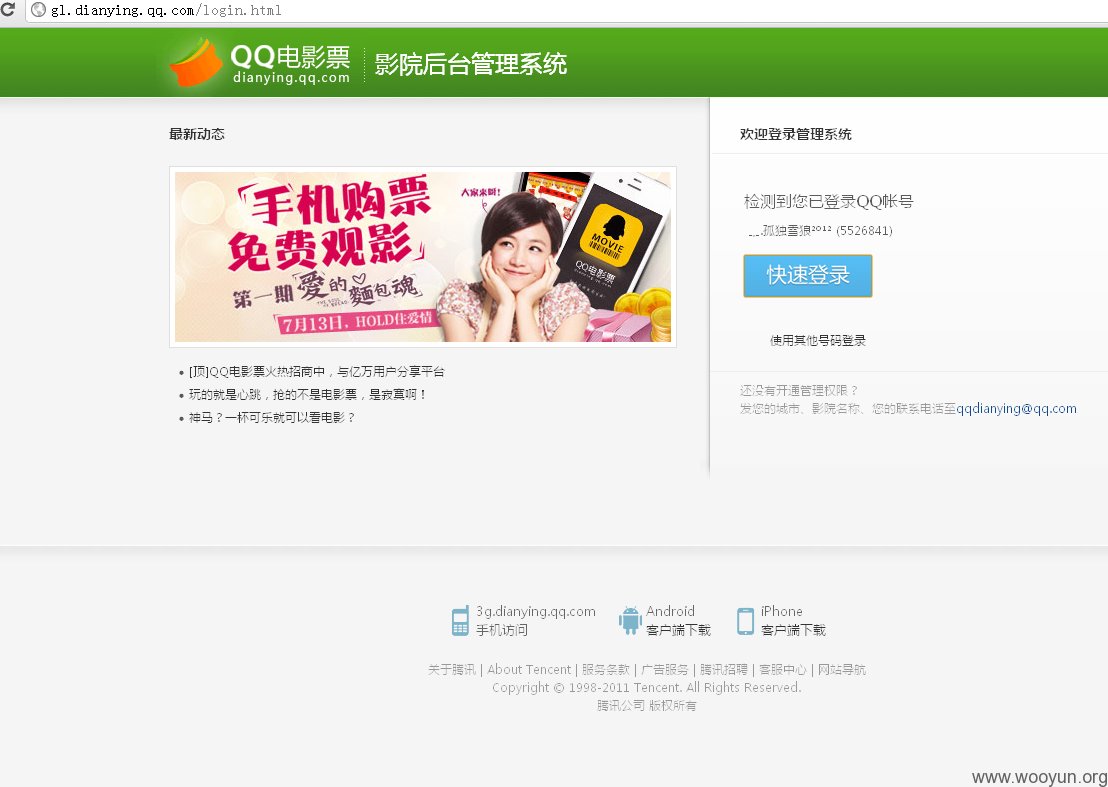 gl.dianying.qq.com/login.html
QQ电影票
dianying.qq.com
影院后台管理系统
最新动态
「手机购票
免费观影」
大家来呀!
第一期 爱的麵包魂
7月13日，HOLD住爱情
MOVIE
QQ电影票
[顶]QQ电影票火热招商中，与亿万用户分享平台
玩的就是心跳，抢的不是电影票，是寂寞啊！
神马？一杯可乐就可以看电影？
欢迎登录管理系统
检测到您已登录QQ帐号
孤独雪狼²⁰¹² (5526841)
快速登录
使用其他号码登录
还没有开通管理权限？
发您的城市、影院名称、您的联系电话至qqdianying@qq.com
3g.dianying.qq.com
手机访问
Android
客户端下载
iPhone
客户端下载
关于腾讯 | About Tencent | 服务条款 | 广告服务 | 腾讯招聘 | 客服中心 | 网站导航
Copyright © 1998-2011 Tencent. All Rights Reserved.
腾讯公司 版权所有
www.wooyun.org